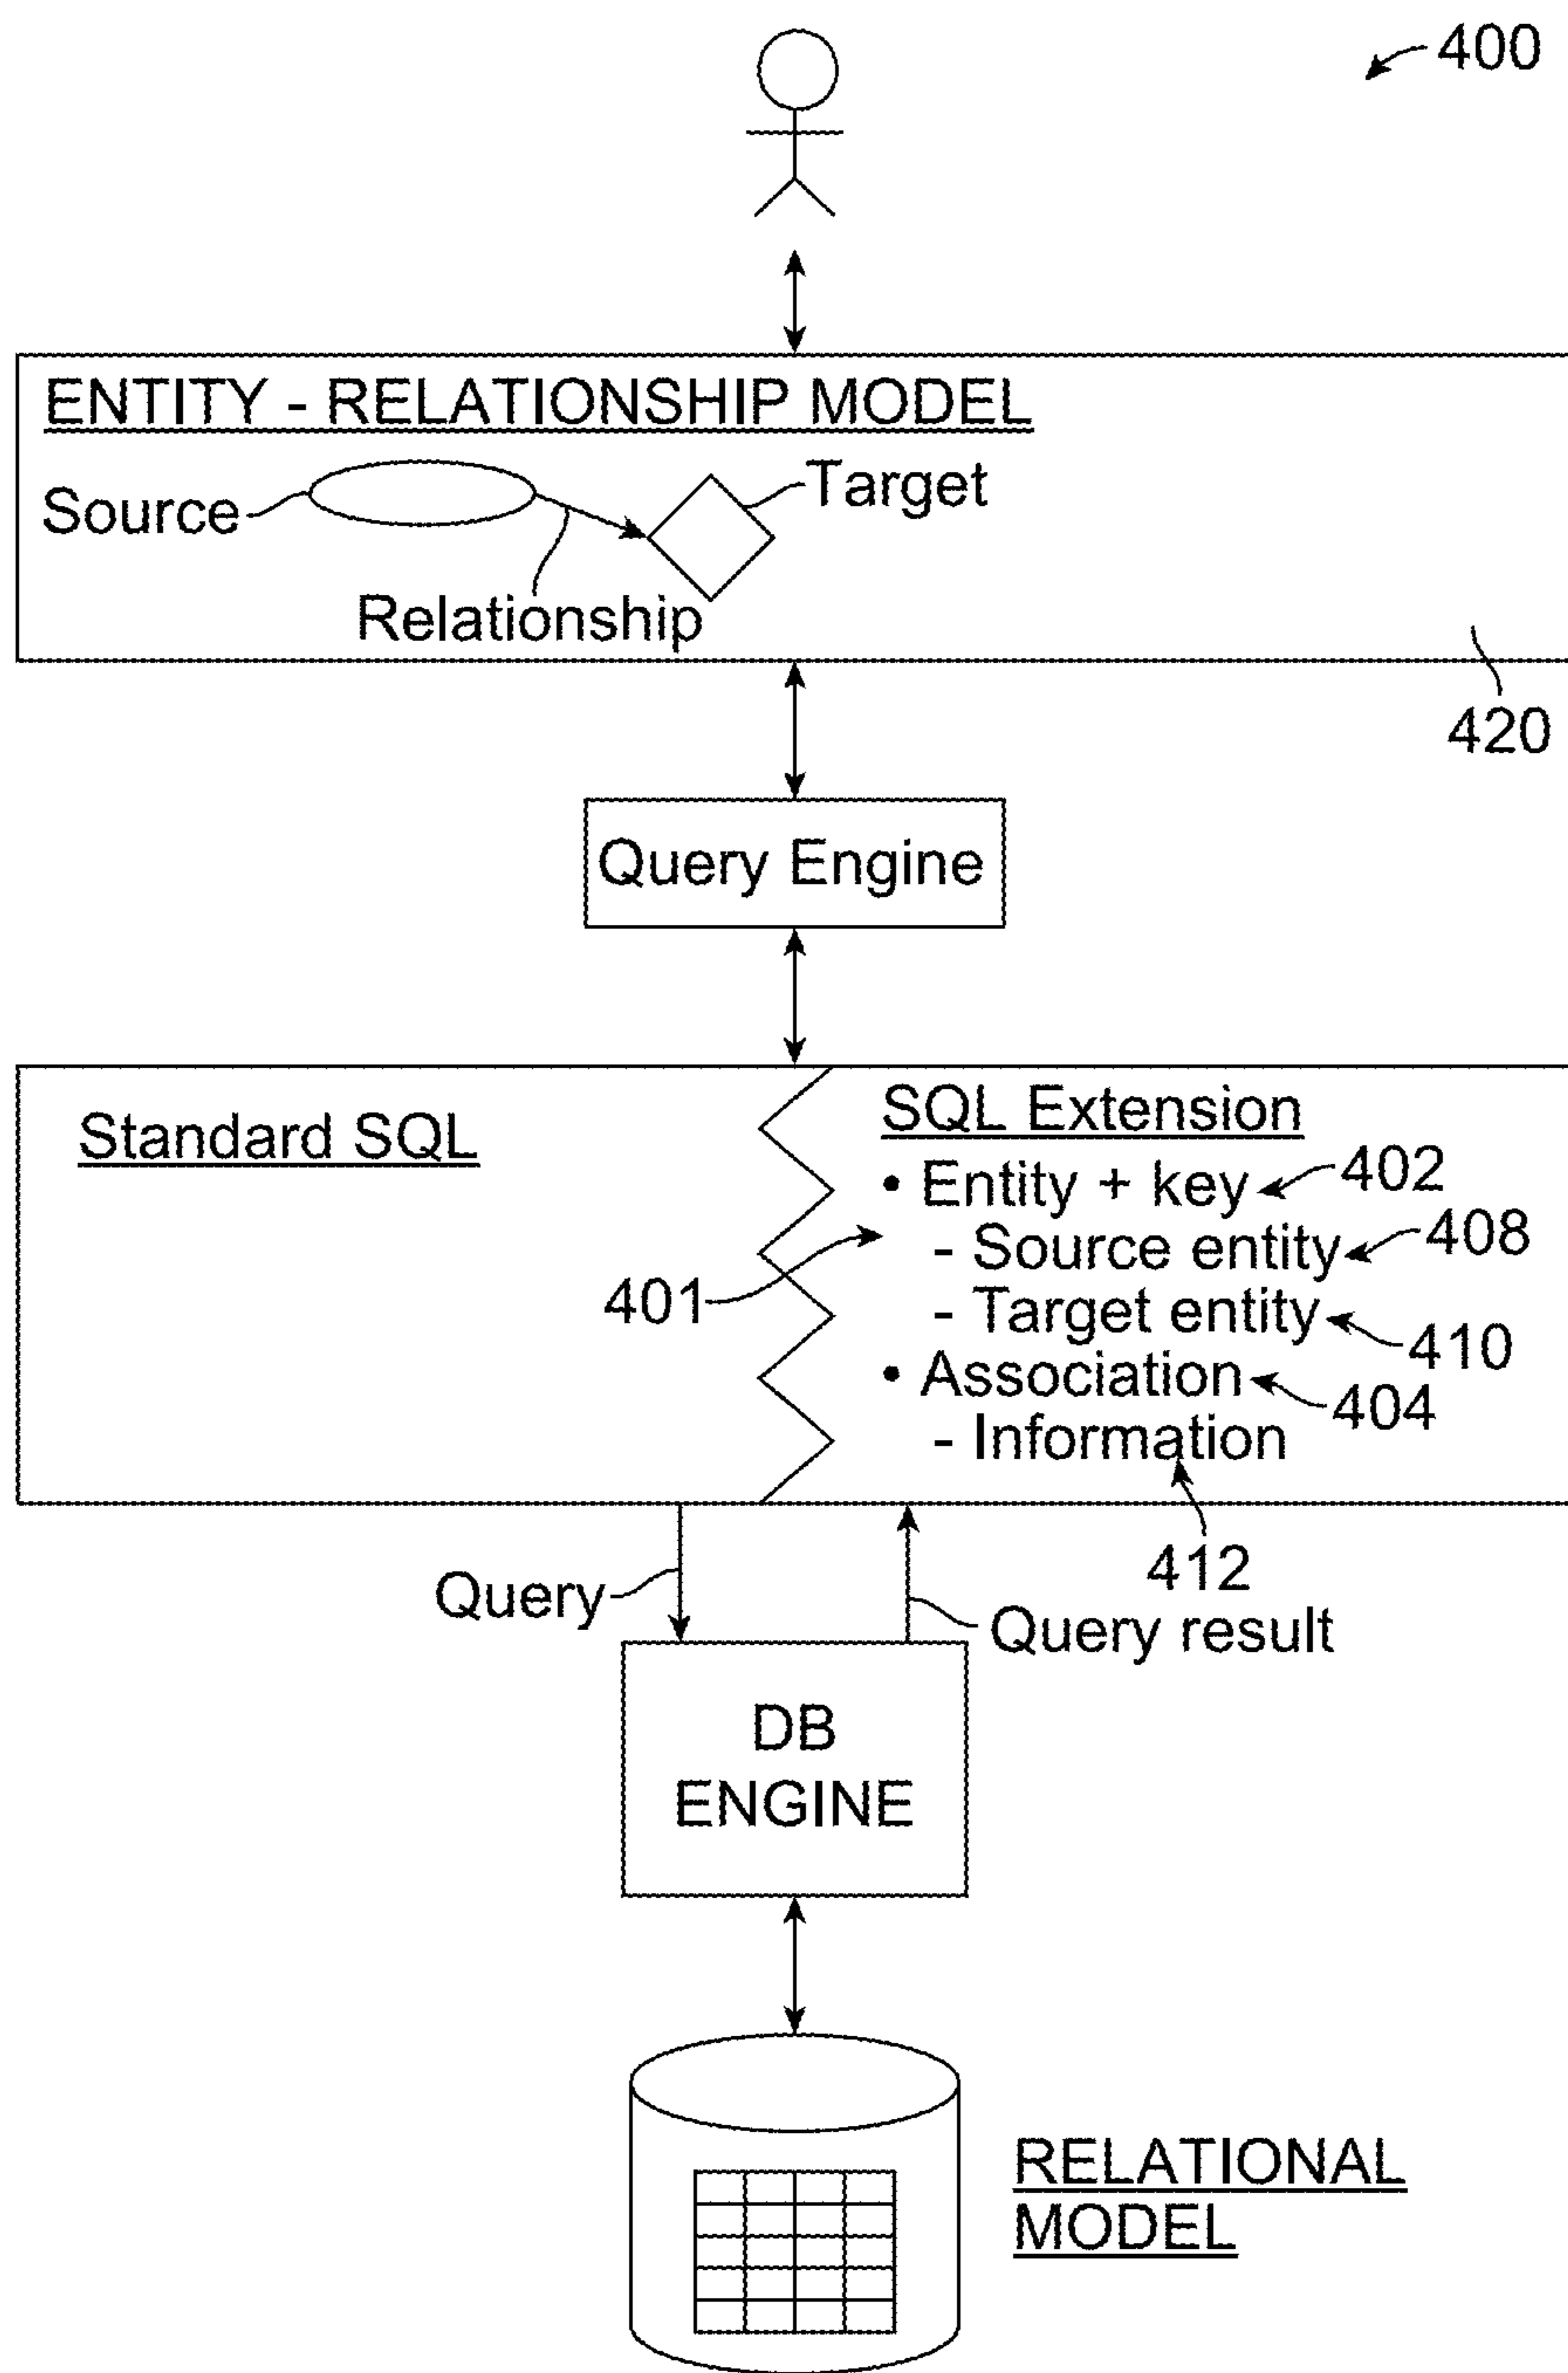 400
ENTITY - RELATIONSHIP MODEL
Source
Target
Relationship
420
Query Engine
Standard SQL
SQL Extension
• Entity + key
402
- Source entity
408
401
- Target entity
410
• Association
404
- Information
412
Query
Query result
DB
ENGINE
RELATIONAL
MODEL